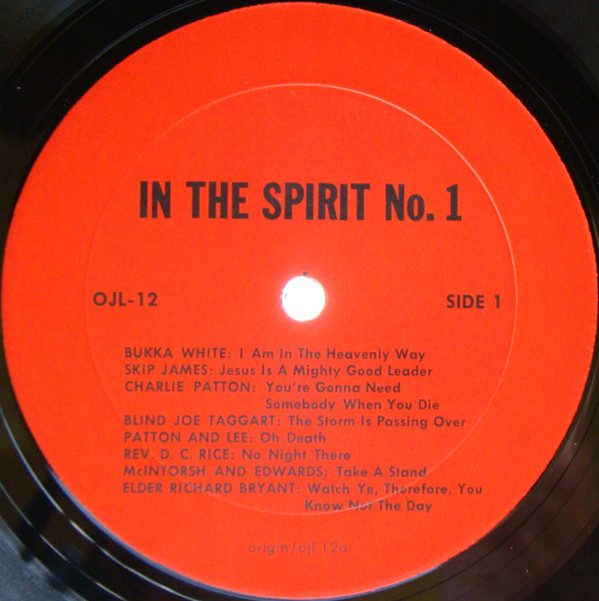 IN THE SPIRIT No. 1
OJL-12
SIDE 1
BUKKA WHITE: I Am In The Heavenly Way
SKIP JAMES: Jesus Is A Mighty Good Leader
CHARLIE PATTON: You're Gonna Need
Somebody When You Die
BLIND JOE TAGGART: The Storm Is Passing Over
PATTON AND LEE: Oh Death
REV. D. C. RICE: No Night There
McINTORSH AND EDWARDS: Take A Stand
ELDER RICHARD BRYANT: Watch Ye, Therefore, You
Know Not The Day
origin/ojl 12a